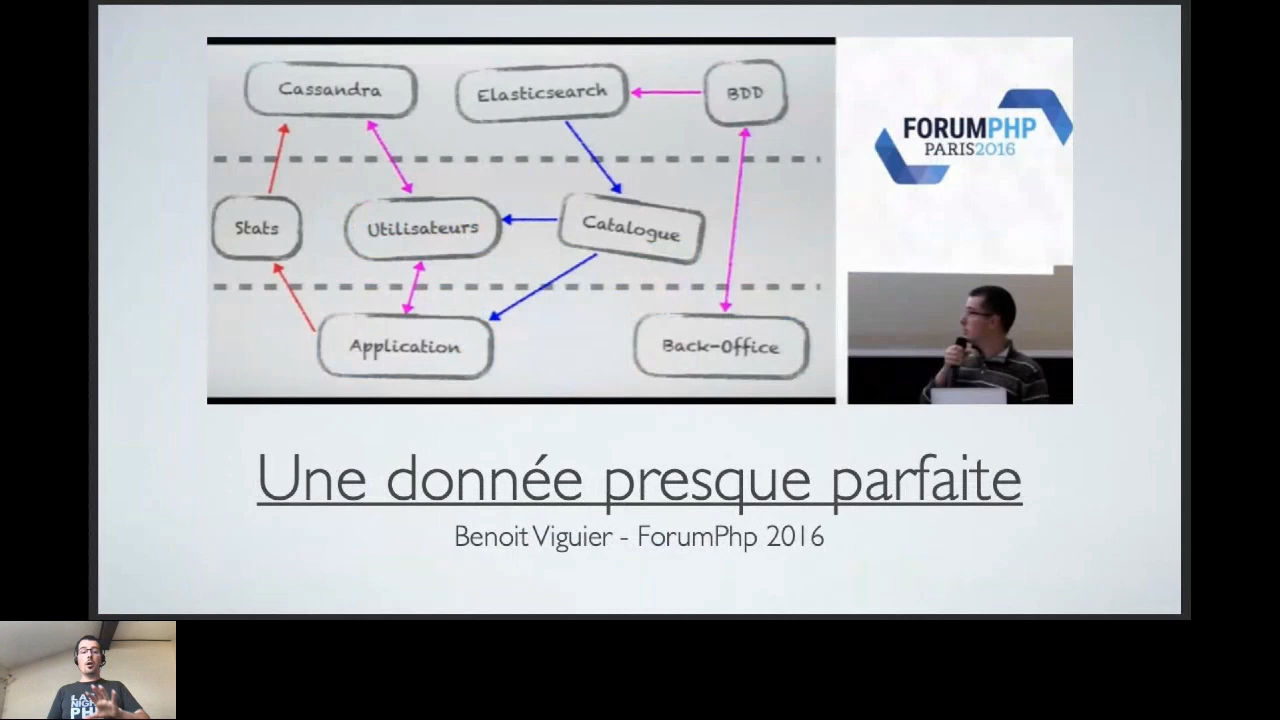 Cassandra
Elasticsearch
BDD
FORUMPHP
PARIS2016
Stats
Utilisateurs
Catalogue
Application
Back-Office
Une donnée presque parfaite
Benoit Viguier - ForumPhp 2016